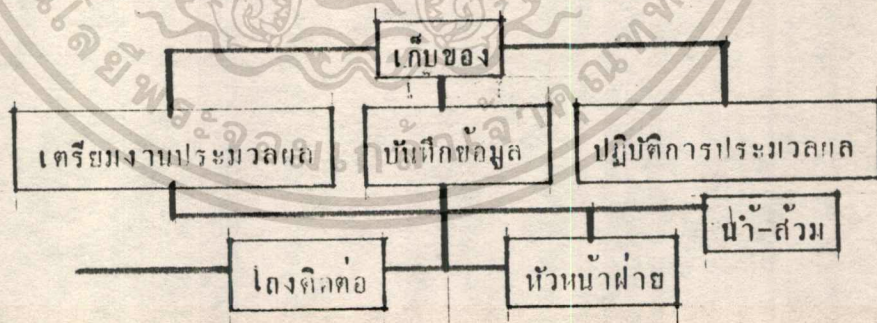 เก็บของ
เตรียมงานประมวลผล บันทึกข้อมูล ปฏิบัติการประมวลผล
น้ำ-ส้วม
โถงติดต่อ หัวหน้าฝ่าย